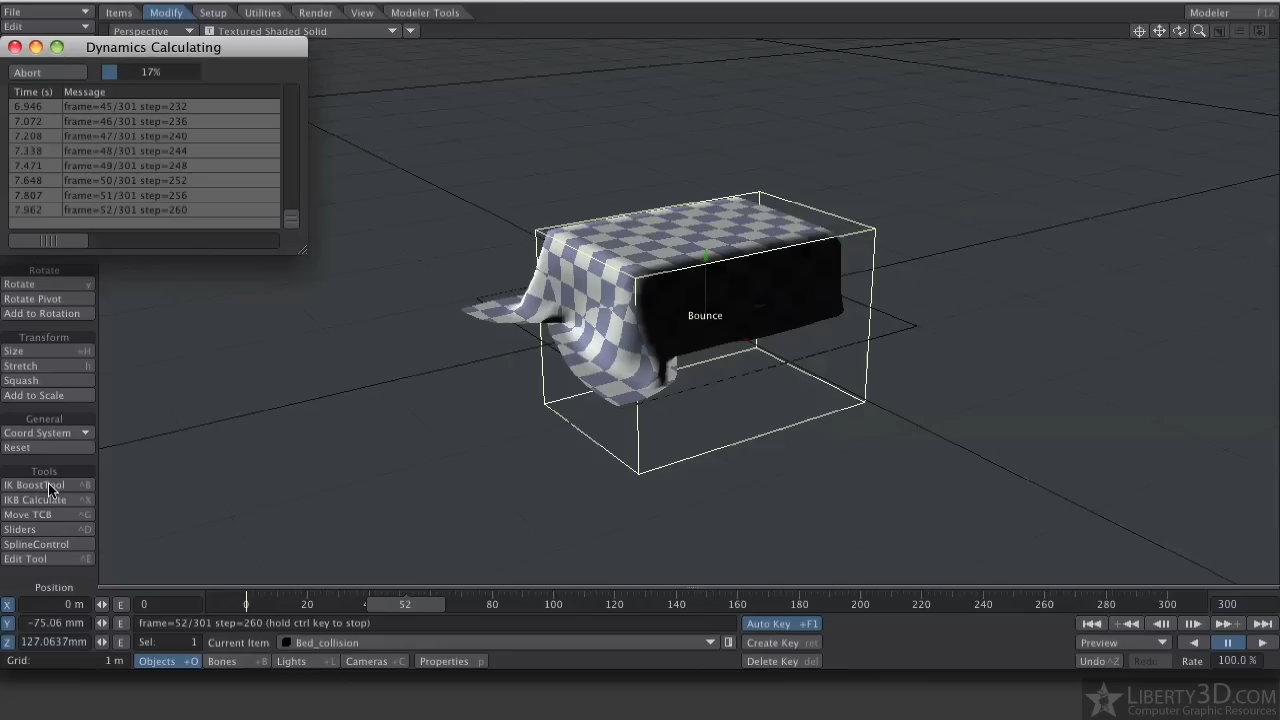 File Items Modify Setup Utilities Render View Modeler Tools Modeler F12
Edit Perspective Textured Shaded Solid
Dynamics Calculating
Abort 17%
Time (s) Message
6.946 frame=45/301 step=232
7.072 frame=46/301 step=236
7.208 frame=47/301 step=240
7.338 frame=48/301 step=244
7.471 frame=49/301 step=248
7.648 frame=50/301 step=252
7.807 frame=51/301 step=256
7.962 frame=52/301 step=260
Rotate
Rotate y
Rotate Pivot
Add to Rotation
Transform
Size +H
Stretch h
Squash
Add to Scale
General
Coord System
Reset
Tools
IK BoostTool ^B
IKB Calculate ^X
Move TCB ^G
Sliders ^D
SplineControl
Edit Tool ^E
Bounce
Position
X 0 m E 0 0 20 52 80 100 120 140 160 180 200 220 240 260 280 300 300
Y -75.06 mm E frame=52/301 step=260 (hold ctrl key to stop) Auto Key +F1
Z 127.0637mm E Sel: 1 Current Item Bed_collision Create Key ret Preview
Grid: 1 m Objects +O Bones +B Lights +L Cameras +C Properties p Delete Key del Undo ^Z Redo Rate 100.0 %
LIBERTY3D.COM
Computer Graphic Resources